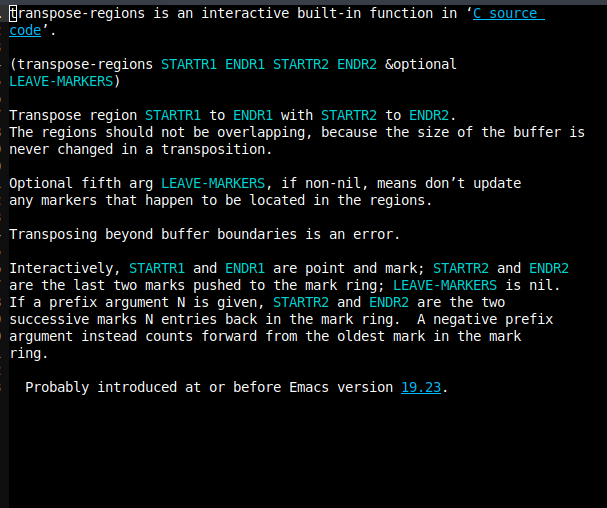 transpose-regions is an interactive built-in function in ‘C source
code’.
(transpose-regions STARTR1 ENDR1 STARTR2 ENDR2 &optional
LEAVE-MARKERS)
Transpose region STARTR1 to ENDR1 with STARTR2 to ENDR2.
The regions should not be overlapping, because the size of the buffer is
never changed in a transposition.
Optional fifth arg LEAVE-MARKERS, if non-nil, means don’t update
any markers that happen to be located in the regions.
Transposing beyond buffer boundaries is an error.
Interactively, STARTR1 and ENDR1 are point and mark; STARTR2 and ENDR2
are the last two marks pushed to the mark ring; LEAVE-MARKERS is nil.
If a prefix argument N is given, STARTR2 and ENDR2 are the two
successive marks N entries back in the mark ring.  A negative prefix
argument instead counts forward from the oldest mark in the mark
ring.
Probably introduced at or before Emacs version 19.23.